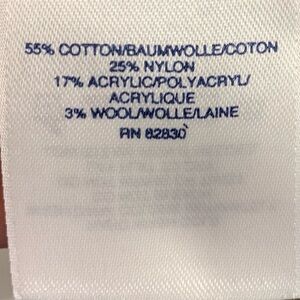 55% COTTON/BAUMWOLLE/COTON
25% NYLON
17% ACRYLIC/POLYACRYL/
ACRYLIQUE
3% WOOL/WOLLE/LAINE
RN 82830